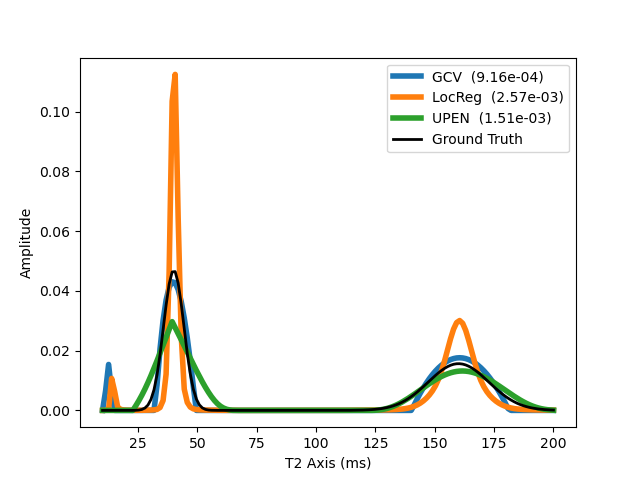 GCV (9.16e-04)
LocReg (2.57e-03)
UPEN (1.51e-03)
Ground Truth
Amplitude
0.10
0.08
0.06
0.04
0.02
0.00
25 50 75 100 125 150 175 200
T2 Axis (ms)